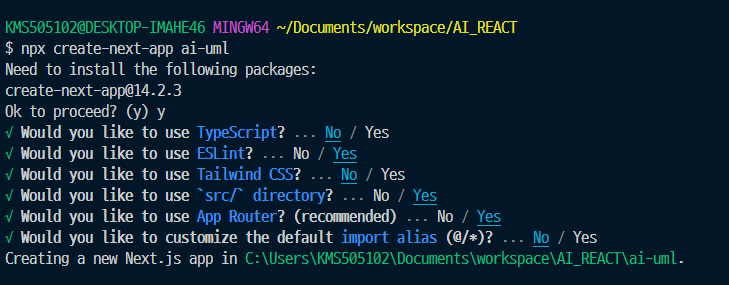 KMS505102@DESKTOP-IMAHE46 MINGW64 ~/Documents/workspace/AI_REACT
$ npx create-next-app ai-uml
Need to install the following packages:
create-next-app@14.2.3
Ok to proceed? (y) y
√ Would you like to use TypeScript? ... No / Yes
√ Would you like to use ESLint? ... No / Yes
√ Would you like to use Tailwind CSS? ... No / Yes
√ Would you like to use `src/` directory? ... No / Yes
√ Would you like to use App Router? (recommended) ... No / Yes
√ Would you like to customize the default import alias (@/*)? ... No / Yes
Creating a new Next.js app in C:\Users\KMS505102\Documents\workspace\AI_REACT\ai-uml.